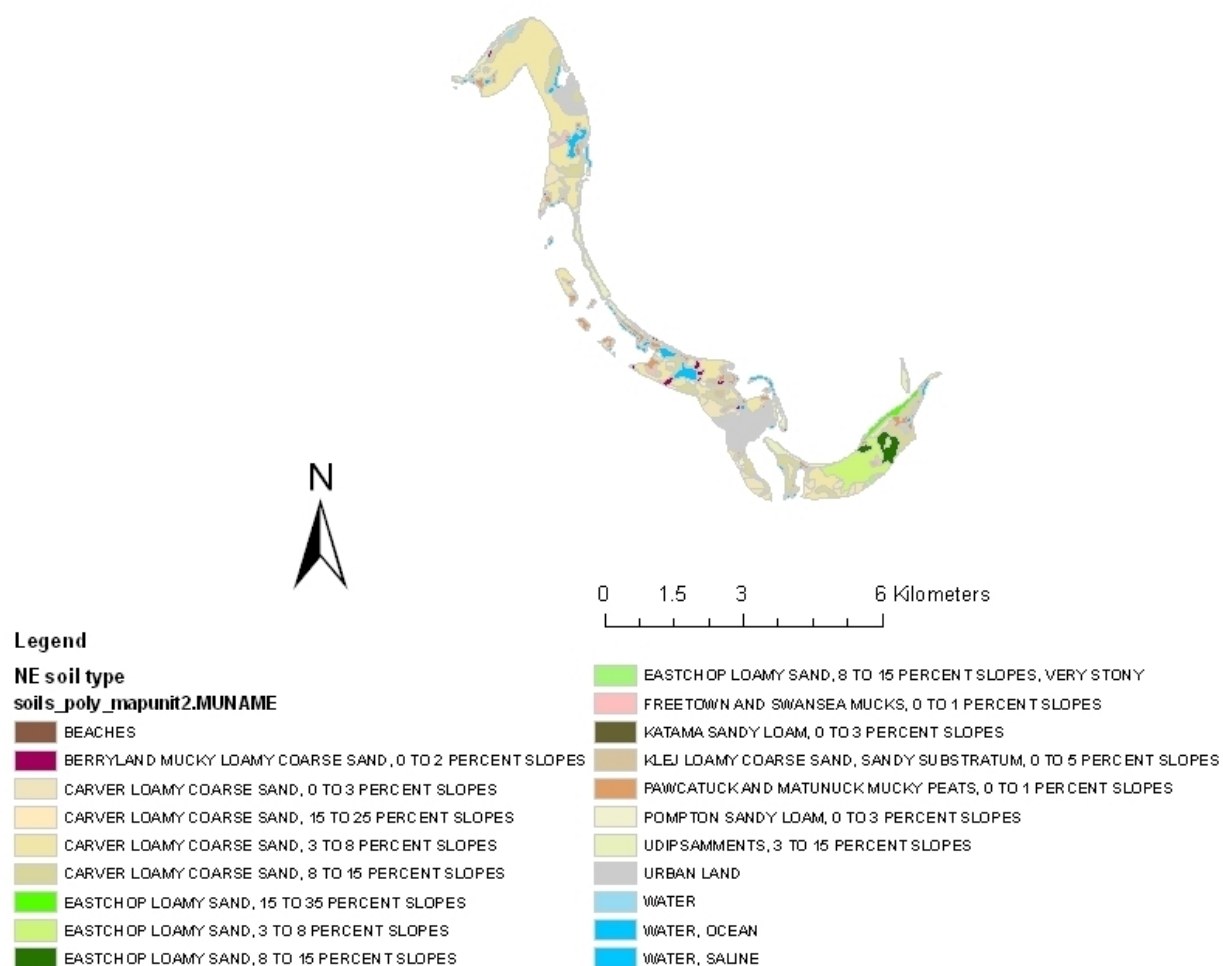 N
0 1.5 3 6 Kilometers
Legend
NE soil type
soils_poly_mapunit2.MUNAME
BEACHES
BERRYLAND MUCKY LOAMY COARSE SAND, 0 TO 2 PERCENT SLOPES
CARVER LOAMY COARSE SAND, 0 TO 3 PERCENT SLOPES
CARVER LOAMY COARSE SAND, 15 TO 25 PERCENT SLOPES
CARVER LOAMY COARSE SAND, 3 TO 8 PERCENT SLOPES
CARVER LOAMY COARSE SAND, 8 TO 15 PERCENT SLOPES
EASTCHOP LOAMY SAND, 15 TO 35 PERCENT SLOPES
EASTCHOP LOAMY SAND, 3 TO 8 PERCENT SLOPES
EASTCHOP LOAMY SAND, 8 TO 15 PERCENT SLOPES
EASTCHOP LOAMY SAND, 8 TO 15 PERCENT SLOPES, VERY STONY
FREETOWN AND SWANSEA MUCKS, 0 TO 1 PERCENT SLOPES
KATAMA SANDY LOAM, 0 TO 3 PERCENT SLOPES
KLEJ LOAMY COARSE SAND, SANDY SUBSTRATUM, 0 TO 5 PERCENT SLOPES
PAWCATUCK AND MATUNUCK MUCKY PEATS, 0 TO 1 PERCENT SLOPES
POMPTON SANDY LOAM, 0 TO 3 PERCENT SLOPES
UDIPSAMMENTS, 3 TO 15 PERCENT SLOPES
URBAN LAND
WATER
WATER, OCEAN
WATER, SALINE